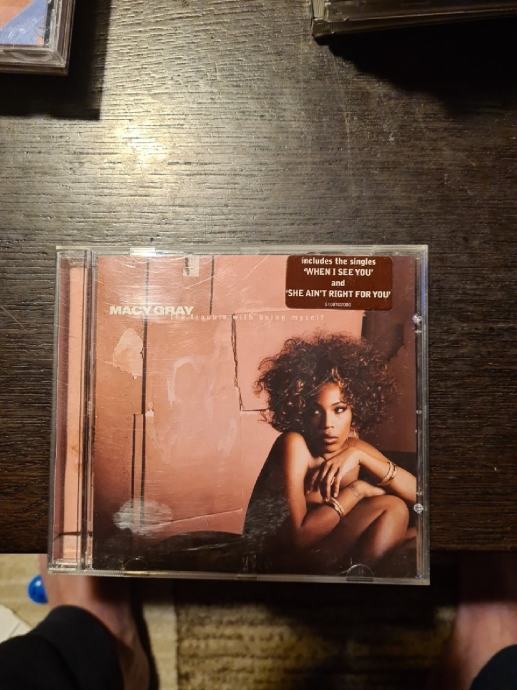 includes the singles
'WHEN I SEE YOU'
and
'SHE AIN'T RIGHT FOR YOU'
MACY GRAY
the trouble with being myself